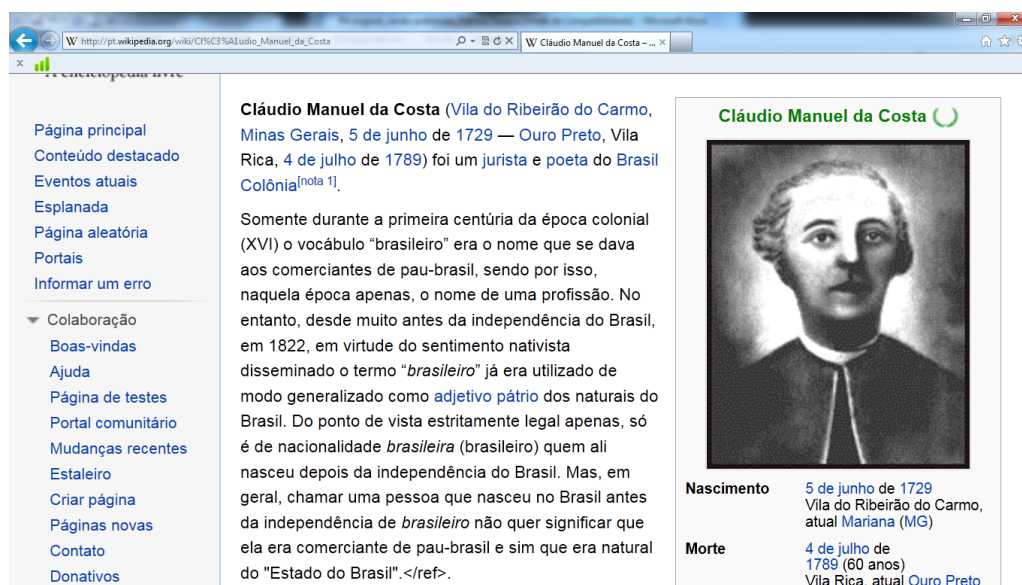 http://pt.wikipedia.org/wiki/Cl%C3%A1udio_Manuel_da_Costa
Cláudio Manuel da Costa – ...
A enciclopédia livre
Página principal
Conteúdo destacado
Eventos atuais
Esplanada
Página aleatória
Portais
Informar um erro
Colaboração
Boas-vindas
Ajuda
Página de testes
Portal comunitário
Mudanças recentes
Estaleiro
Criar página
Páginas novas
Contato
Donativos
Cláudio Manuel da Costa (Vila do Ribeirão do Carmo,
Minas Gerais, 5 de junho de 1729 — Ouro Preto, Vila
Rica, 4 de julho de 1789) foi um jurista e poeta do Brasil
Colônia[nota 1].
Somente durante a primeira centúria da época colonial
(XVI) o vocábulo “brasileiro” era o nome que se dava
aos comerciantes de pau-brasil, sendo por isso,
naquela época apenas, o nome de uma profissão. No
entanto, desde muito antes da independência do Brasil,
em 1822, em virtude do sentimento nativista
disseminado o termo “brasileiro” já era utilizado de
modo generalizado como adjetivo pátrio dos naturais do
Brasil. Do ponto de vista estritamente legal apenas, só
é de nacionalidade brasileira (brasileiro) quem ali
nasceu depois da independência do Brasil. Mas, em
geral, chamar uma pessoa que nasceu no Brasil antes
da independência de brasileiro não quer significar que
ela era comerciante de pau-brasil e sim que era natural
do "Estado do Brasil".</ref>.
Cláudio Manuel da Costa
Nascimento
5 de junho de 1729
Vila do Ribeirão do Carmo,
atual Mariana (MG)
Morte
4 de julho de
1789 (60 anos)
Vila Rica, atual Ouro Preto